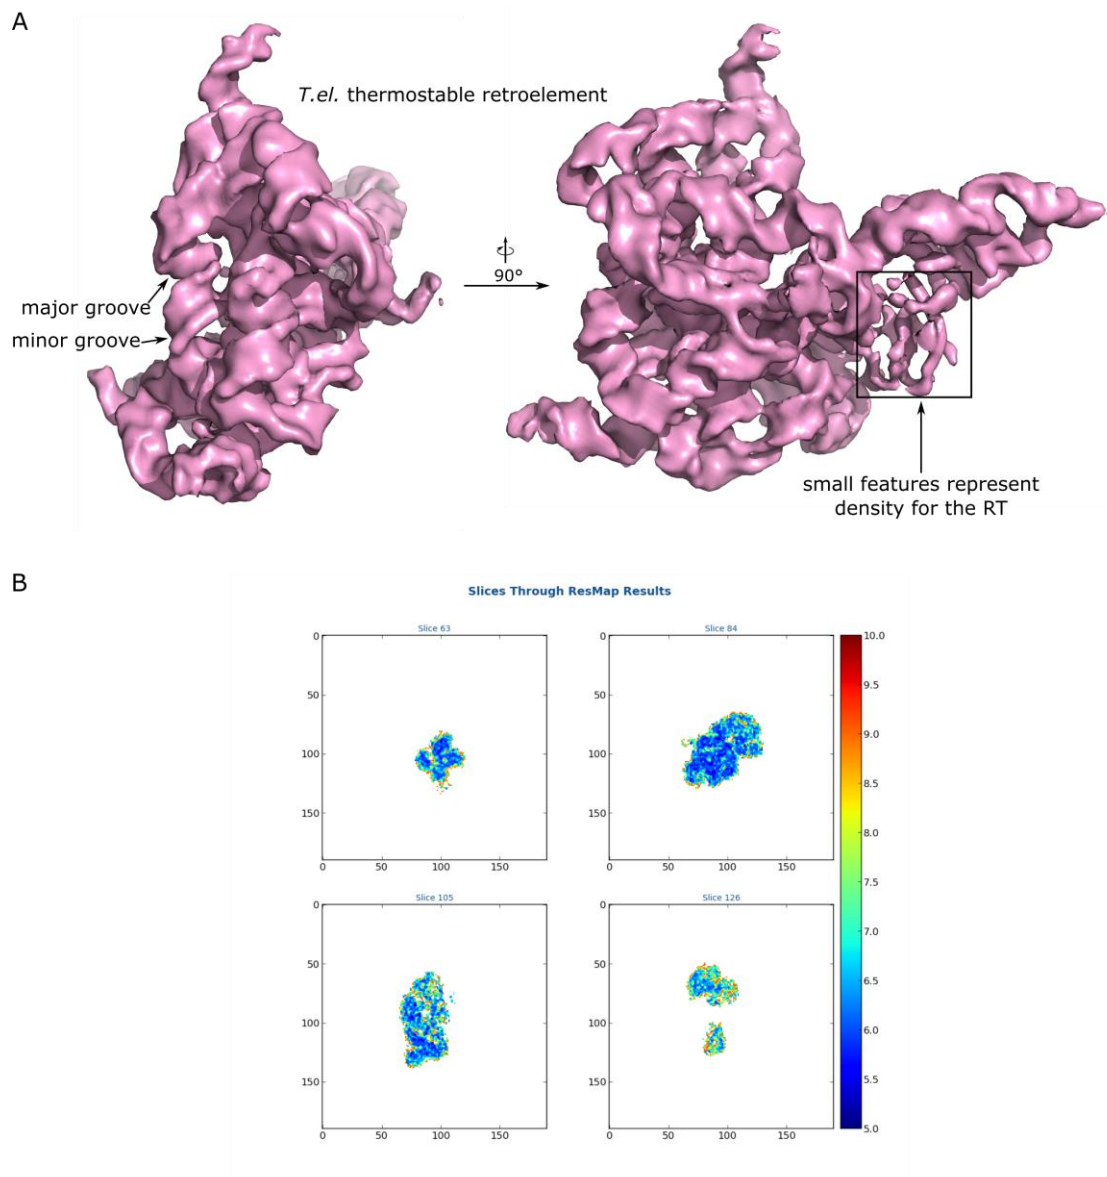 A
T.el. thermostable retroelement
90°
major groove
minor groove
small features represent
density for the RT
B
Slices Through ResMap Results
Slice 63
0
50
100
150
0 50 100 150
Slice 84
0
50
100
150
0 50 100 150
Slice 105
0
50
100
150
0 50 100 150
Slice 126
0
50
100
150
0 50 100 150
10.0
9.5
9.0
8.5
8.0
7.5
7.0
6.5
6.0
5.5
5.0